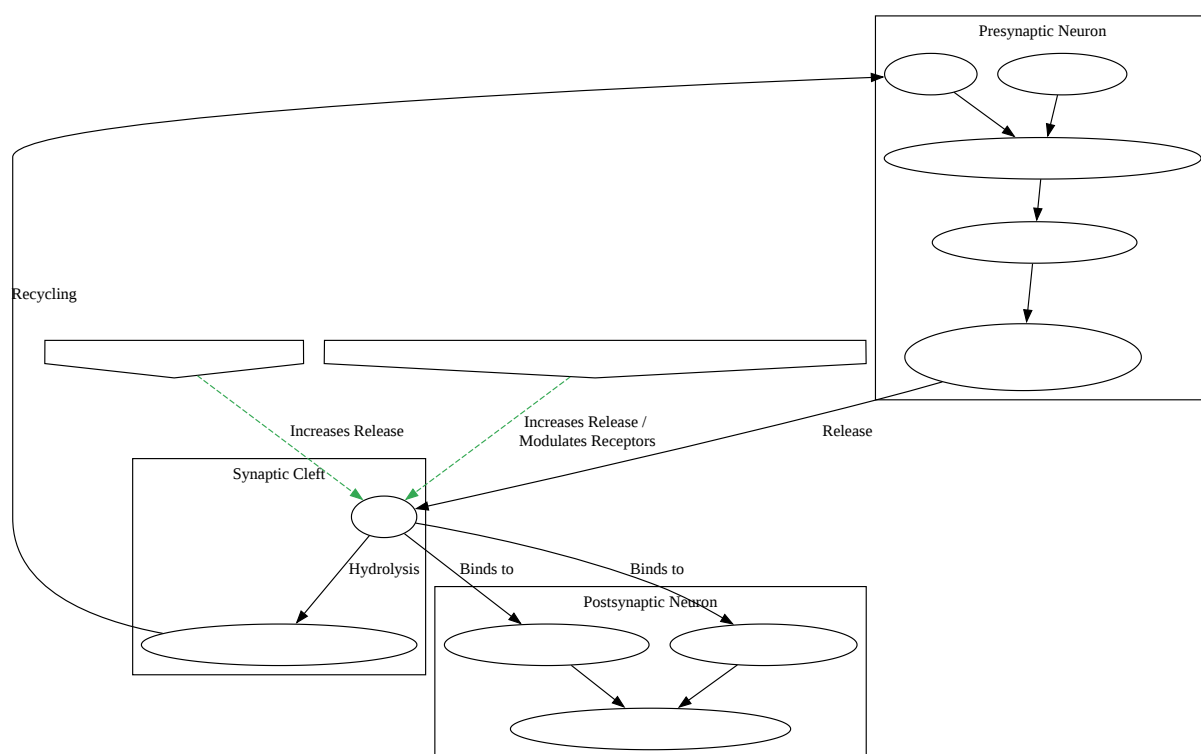 Presynaptic Neuron
Recycling
Increases Release
Increases Release /
Modulates Receptors
Release
Synaptic Cleft
Hydrolysis
Binds to
Binds to
Postsynaptic Neuron